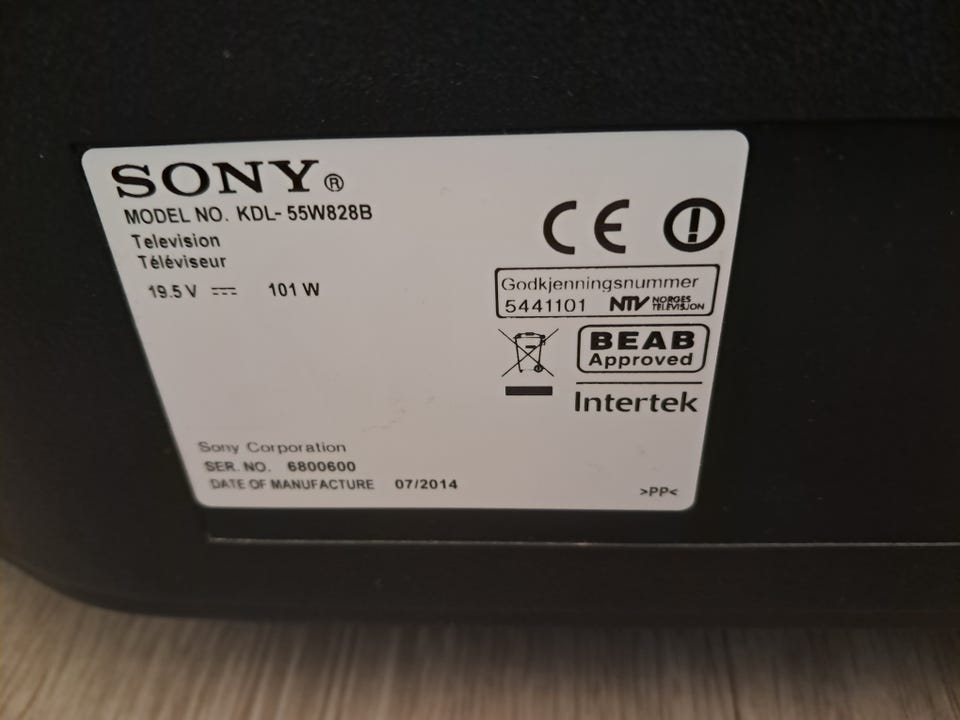 SONY®
MODEL NO. KDL-55W828B
Television
Téléviseur
19.5 V 101 W
CE
Godkjenningsnummer
5441101 NTV NORGES TELEVISJON
BEAB
Approved
Intertek
Sony Corporation
SER. NO. 6800600
DATE OF MANUFACTURE 07/2014
>PP<